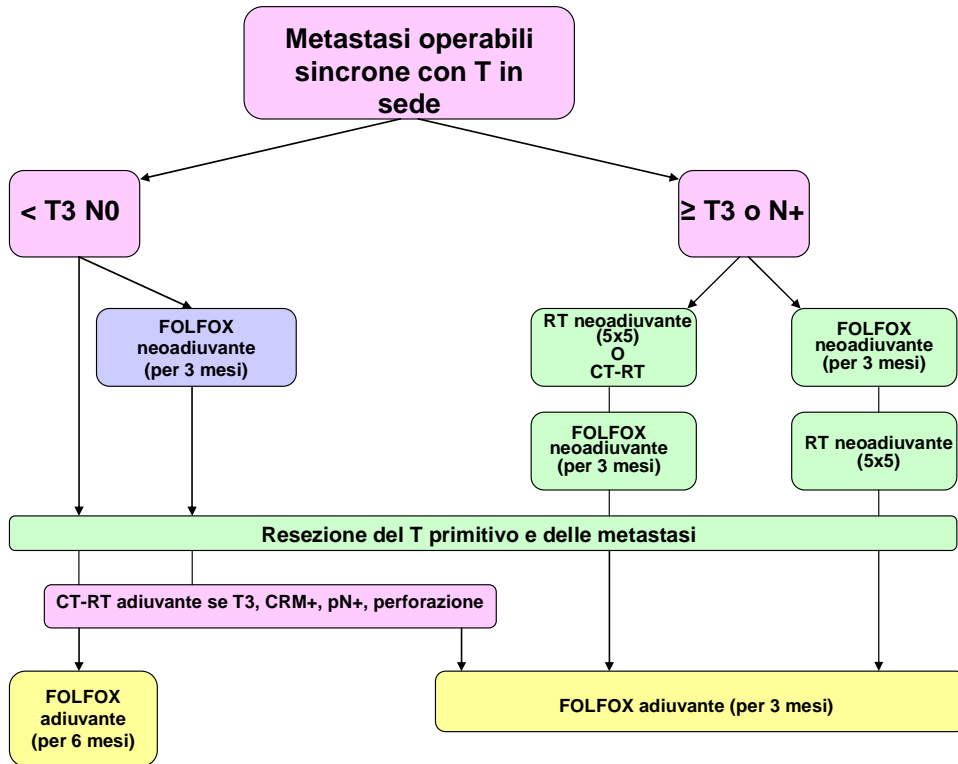 Metastasi operabili
sincrone con T in
sede
< T3 N0
≥ T3 o N+
FOLFOX
neoadiuvante
(per 3 mesi)
RT neoadiuvante
(5x5)
O
CT-RT
FOLFOX
neoadiuvante
(per 3 mesi)
FOLFOX
neoadiuvante
(per 3 mesi)
RT neoadiuvante
(5x5)
Resezione del T primitivo e delle metastasi
CT-RT adiuvante se T3, CRM+, pN+, perforazione
FOLFOX
adiuvante
(per 6 mesi)
FOLFOX adiuvante (per 3 mesi)